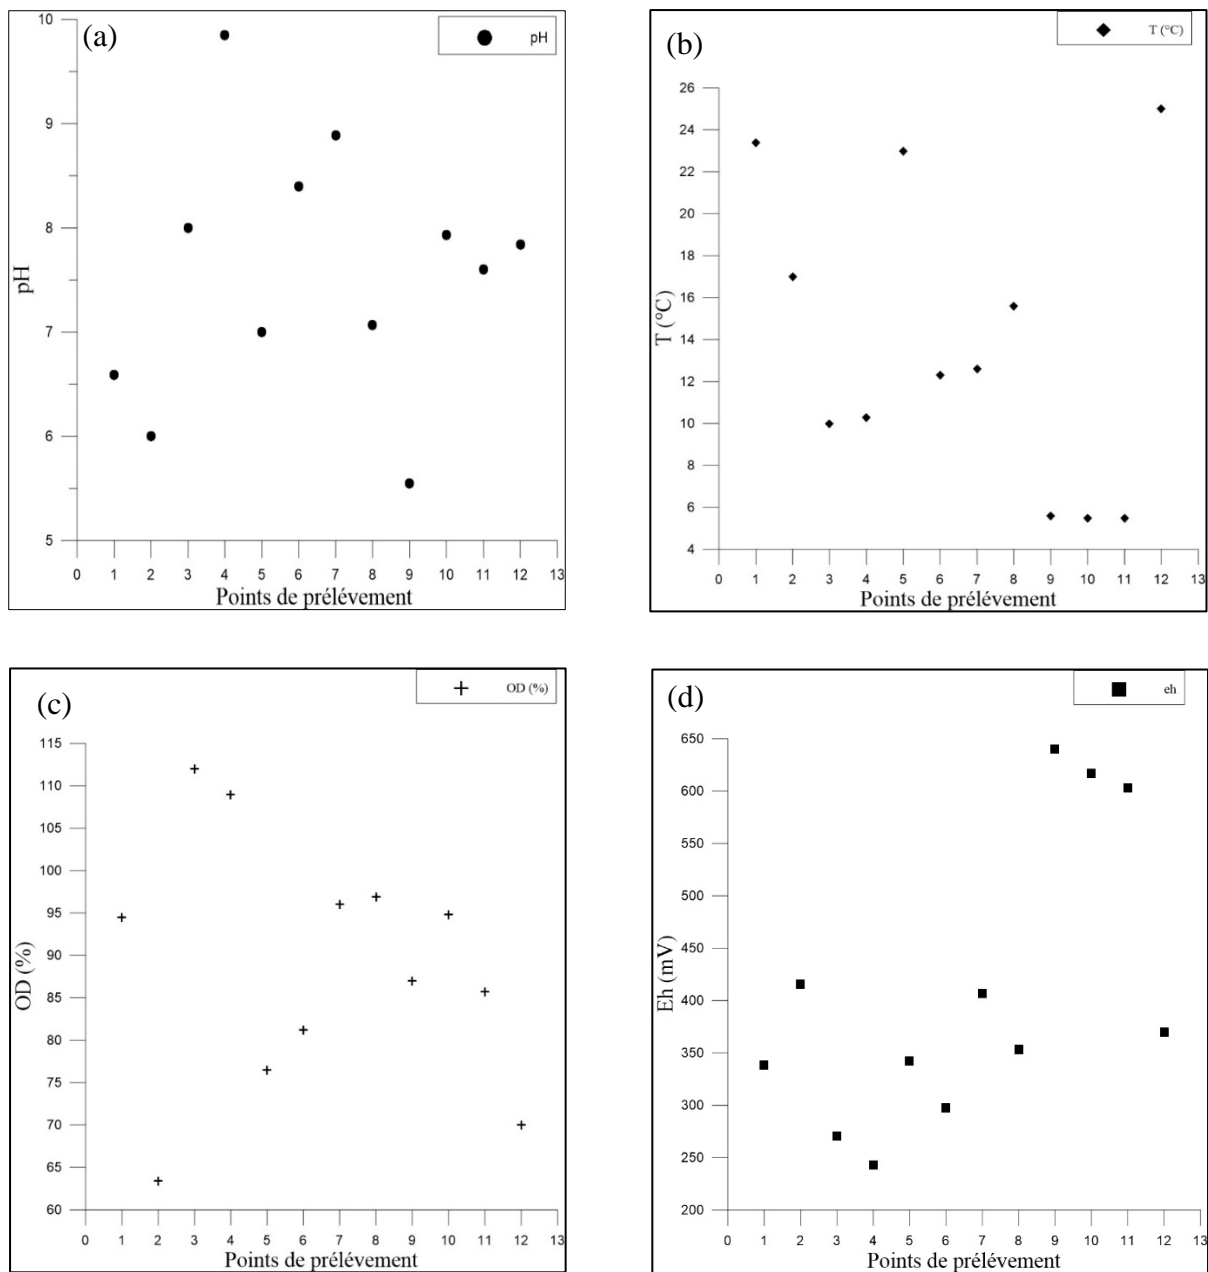 (a)
pH
10
9
8
7
6
5
pH
0 1 2 3 4 5 6 7 8 9 10 11 12 13
Points de prélévement
(b)
T (°C)
26
24
22
20
18
16
14
12
10
8
6
4
T (°C)
0 1 2 3 4 5 6 7 8 9 10 11 12 13
Points de prélévement
(c)
OD (%)
115
110
105
100
95
90
85
80
75
70
65
60
OD (%)
0 1 2 3 4 5 6 7 8 9 10 11 12 13
Points de prélévement
(d)
eh
650
600
550
500
450
400
350
300
250
200
Eh (mV)
0 1 2 3 4 5 6 7 8 9 10 11 12 13
Points de prélévement